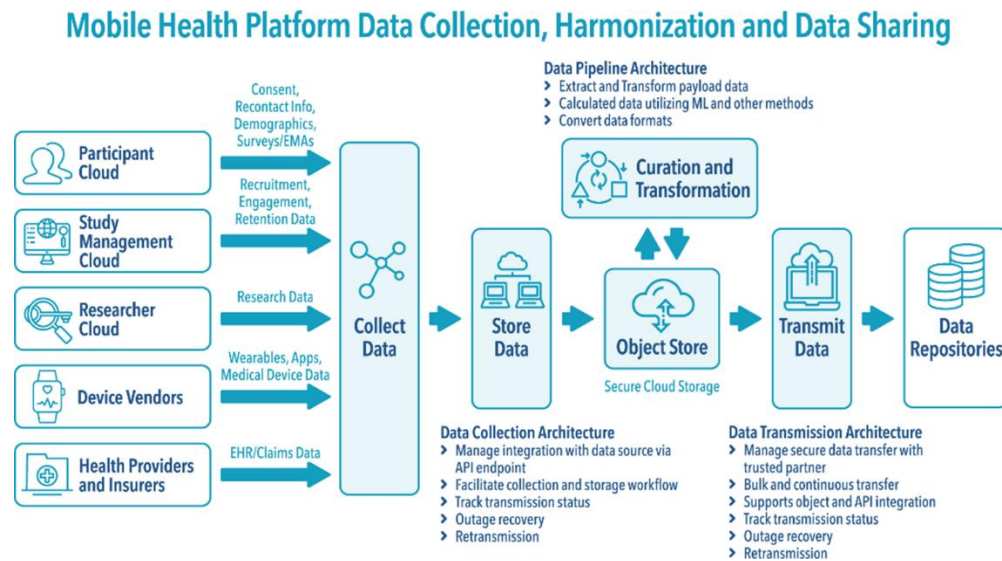 Mobile Health Platform Data Collection, Harmonization and Data Sharing
Data Pipeline Architecture
> Extract and Transform payload data
> Calculated data utilizing ML and other methods
> Convert data formats
Consent,
Recontact Info,
Demographics,
Surveys/EMAs
Participant
Cloud
Recruitment,
Engagement,
Retention Data
Study
Management
Cloud
Research Data
Researcher
Cloud
Wearables, Apps,
Medical Device Data
Device Vendors
EHR/Claims Data
Health Providers
and Insurers
Collect
Data
Store
Data
Curation and
Transformation
Object Store
Secure Cloud Storage
Transmit
Data
Data
Repositories
Data Collection Architecture
> Manage integration with data source via
API endpoint
> Facilitate collection and storage workflow
> Track transmission status
> Outage recovery
> Retransmission
Data Transmission Architecture
> Manage secure data transfer with
trusted partner
> Bulk and continuous transfer
> Supports object and API integration
> Track transmission status
> Outage recovery
> Retransmission